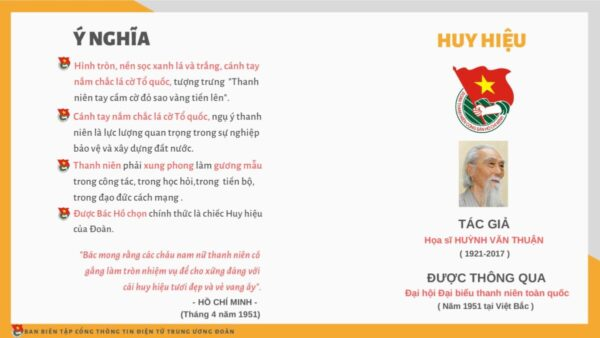 Ý NGHĨA
Hình tròn, nền sọc xanh lá và trắng, cánh tay
nắm chắc lá cờ Tổ quốc, tượng trưng "Thanh
niên tay cầm cờ đỏ sao vàng tiến lên".
Cánh tay nắm chắc lá cờ Tổ quốc, ngụ ý thanh
niên là lực lượng quan trọng trong sự nghiệp
bảo vệ và xây dựng đất nước.
Thanh niên phải xung phong làm gương mẫu
trong công tác, trong học hỏi,trong tiến bộ,
trong đạo đức cách mạng .
Được Bác Hồ chọn chính thức là chiếc Huy hiệu
của Đoàn.
"Bác mong rằng các cháu nam nữ thanh niên cố
gắng làm tròn nhiệm vụ để cho xứng đáng với
cái huy hiệu tươi đẹp và vẻ vang ấy".
- HỒ CHÍ MINH -
(Tháng 4 năm 1951)
BAN BIÊN TẬP CỔNG THÔNG TIN ĐIỆN TỬ TRUNG ƯƠNG ĐOÀN
HUY HIỆU
TÁC GIẢ
Họa sĩ HUỲNH VĂN THUẬN
( 1921-2017 )
ĐƯỢC THÔNG QUA
Đại hội Đại biểu thanh niên toàn quốc
( Năm 1951 tại Việt Bắc )